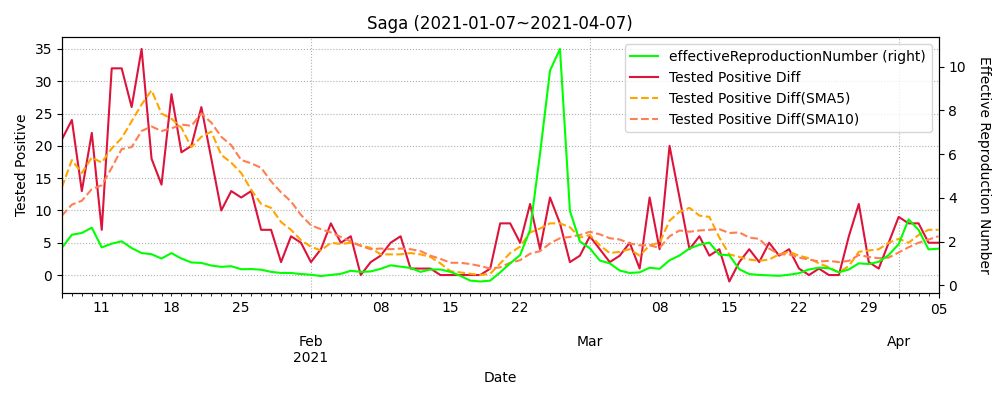 Saga (2021-01-07~2021-04-07)
effectiveReproductionNumber (right)
Tested Positive Diff
Tested Positive Diff(SMA5)
Tested Positive Diff(SMA10)
Tested Positive
35
30
25
20
15
10
5
0
Effective Reproduction Number
10
8
6
4
2
0
11 18 25 08 15 22 08 15 22 29 05
Feb Mar Apr
2021
Date